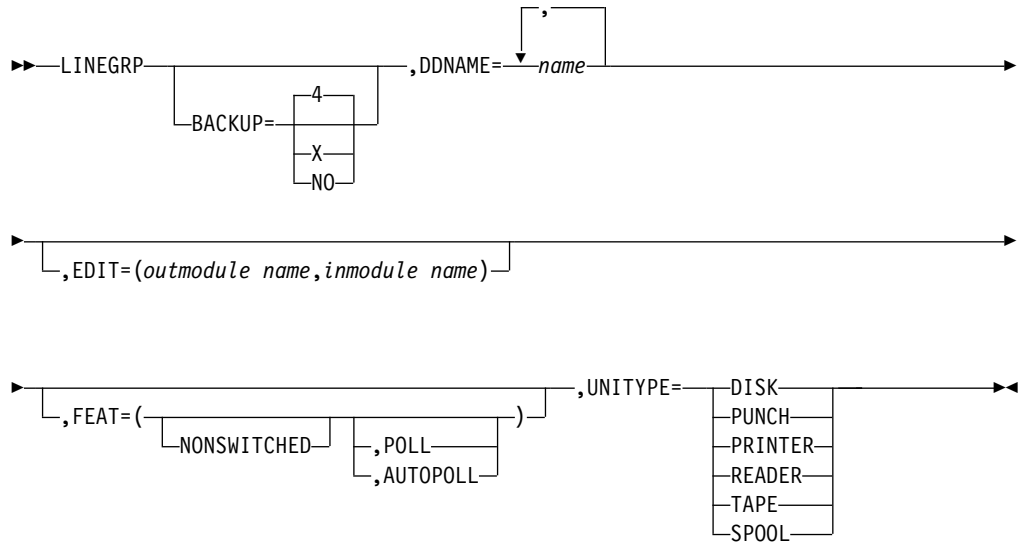 ,
LINEGRP ,DDNAME= name
4
BACKUP=
X
NO
,EDIT=(outmodule name,inmodule name)
,UNITYPE= DISK
,FEAT=( ) PUNCH
NONSWITCHED ,POLL PRINTER
,AUTOPOLL READER
TAPE
SPOOL